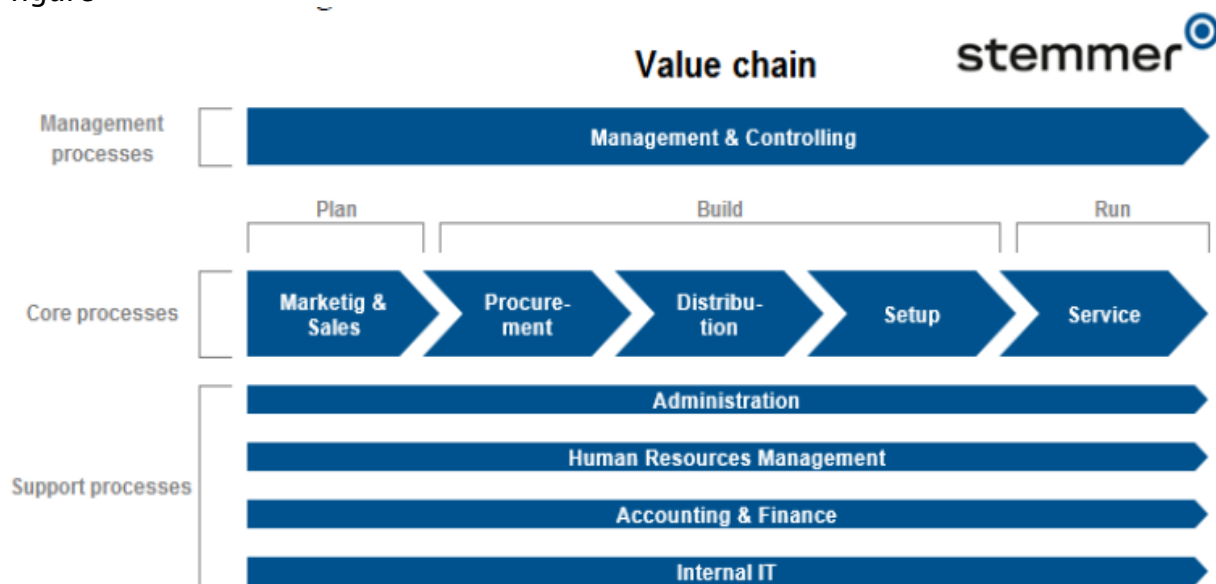 figure
Value chain
stemmer
Management
processes
Management & Controlling
Plan
Build
Run
Core processes
Marketig &
Sales
Procure-
ment
Distribu-
tion
Setup
Service
Support processes
Administration
Human Resources Management
Accounting & Finance
Internal IT